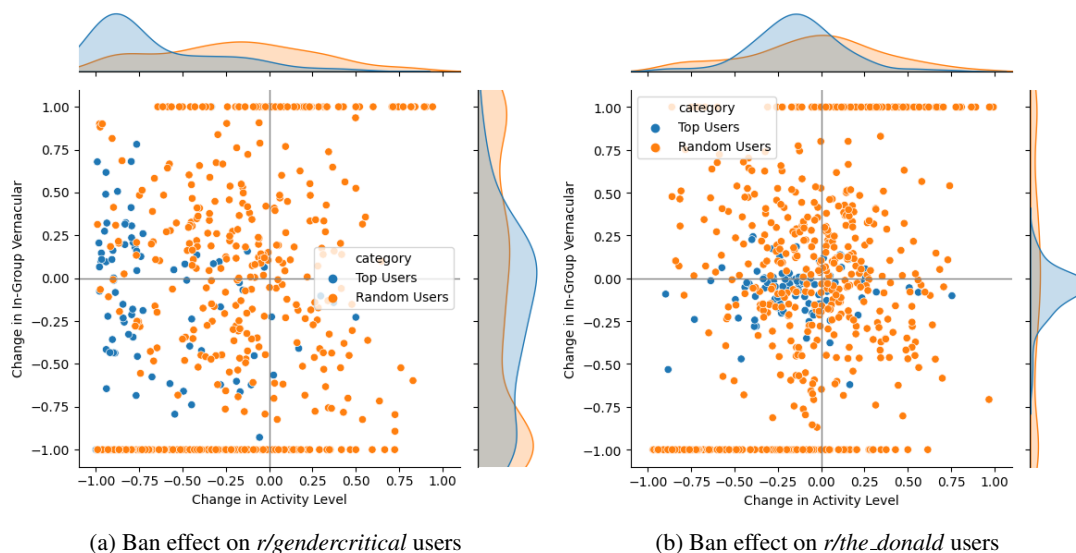 1.00
0.75
0.50
0.25
0.00
−0.25
−0.50
−0.75
−1.00
Change in In-Group Vernacular
category
Top Users
Random Users
−1.00 −0.75 −0.50 −0.25 0.00 0.25 0.50 0.75 1.00
Change in Activity Level
(a) Ban effect on r/gendercritical users
1.00
0.75
0.50
0.25
0.00
−0.25
−0.50
−0.75
−1.00
Change in In-Group Vernacular
category
Top Users
Random Users
−1.00 −0.75 −0.50 −0.25 0.00 0.25 0.50 0.75 1.00
Change in Activity Level
(b) Ban effect on r/the_donald users